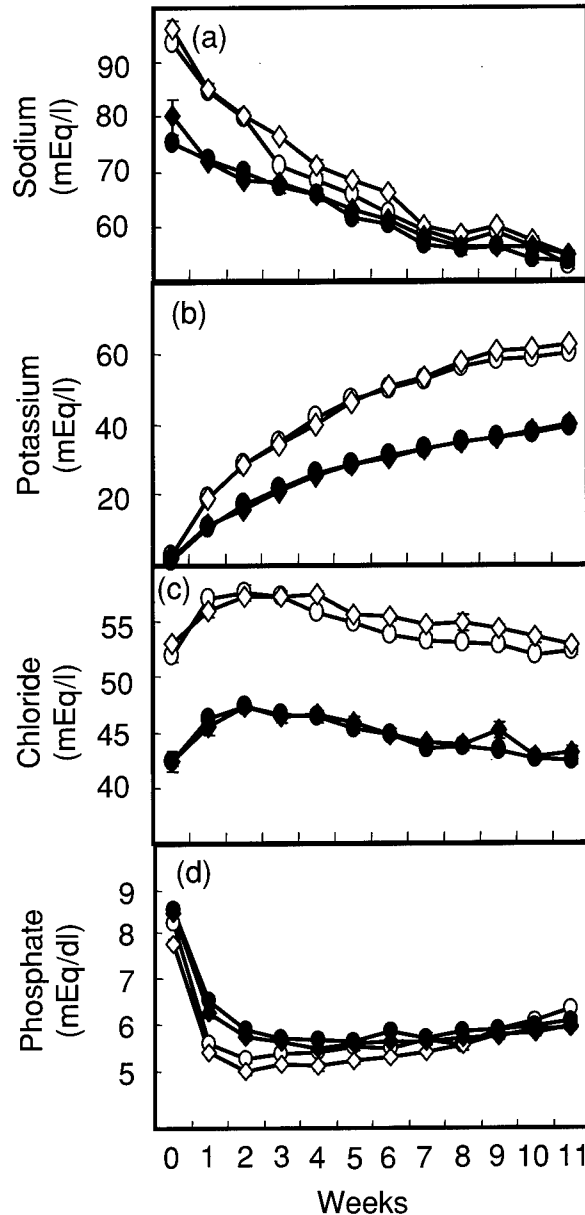 (a)
90
80
70
60
Sodium
(mEq/l)
(b)
60
40
20
Potassium
(mEq/l)
(c)
55
50
45
40
Chloride
(mEq/l)
(d)
9
8
7
6
5
Phosphate
(mEq/dl)
0 1 2 3 4 5 6 7 8 9 10 11
Weeks